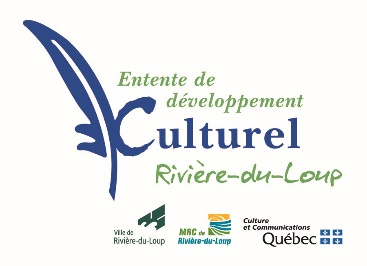 Entente de
développement
Culturel
Rivière-du-Loup
Ville de
Rivière-du-Loup
MRC de
Rivière-du-Loup
Culture
et Communications
Québec